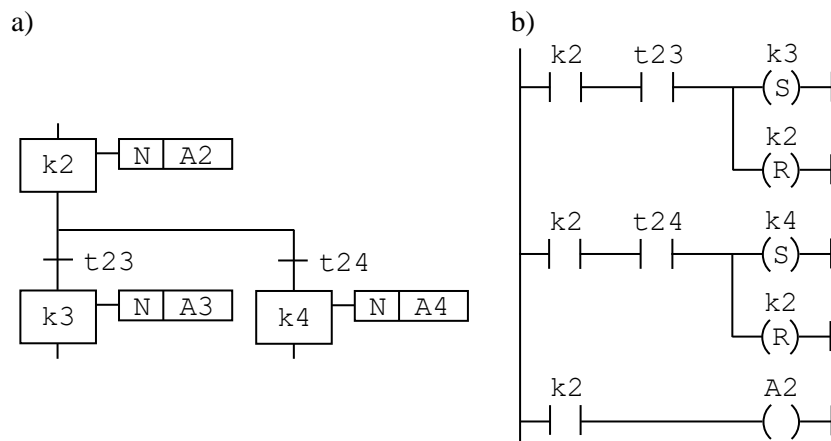 a)
k2 N A2
t23 t24
k3 N A3 k4 N A4
b)
k2 t23 k3
S
k2
R
k2 t24 k4
S
k2
R
k2 A2